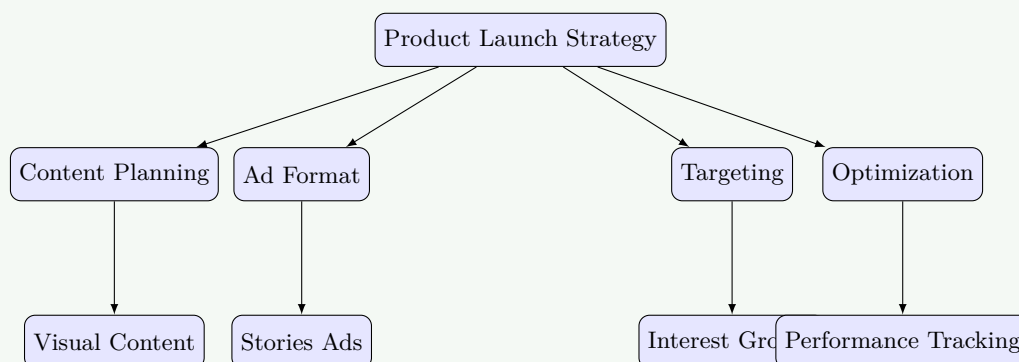 Product Launch Strategy
Content Planning
Ad Format
Targeting
Optimization
Visual Content
Stories Ads
Interest Gro
Performance Tracking